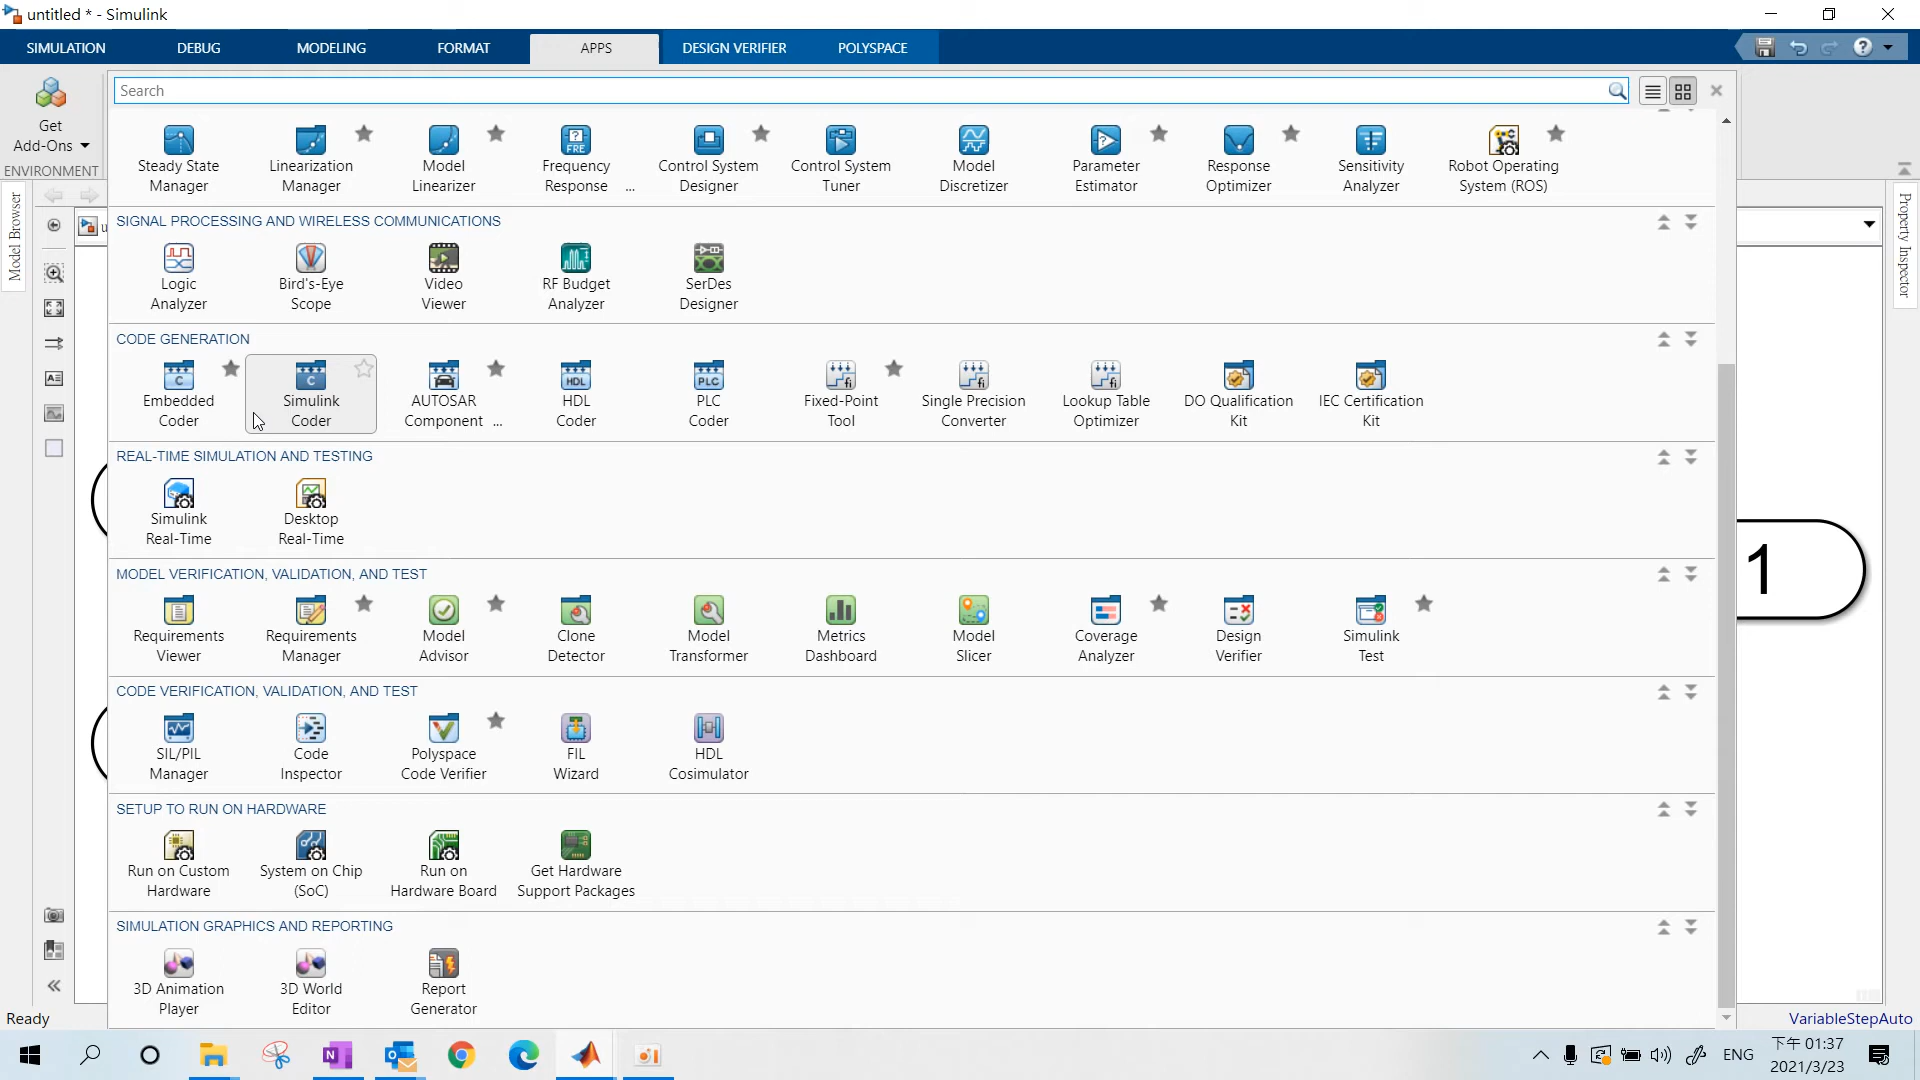 untitled * - Simulink
SIMULATION DEBUG MODELING FORMAT APPS DESIGN VERIFIER POLYSPACE
Search
Get
Add-Ons
ENVIRONMENT
Model Browser
Property Inspector
Steady State
Manager
Linearization
Manager
Model
Linearizer
Frequency
Response ...
Control System
Designer
Control System
Tuner
Model
Discretizer
Parameter
Estimator
Response
Optimizer
Sensitivity
Analyzer
Robot Operating
System (ROS)
SIGNAL PROCESSING AND WIRELESS COMMUNICATIONS
Logic
Analyzer
Bird's-Eye
Scope
Video
Viewer
RF Budget
Analyzer
SerDes
Designer
CODE GENERATION
Embedded
Coder
Simulink
Coder
AUTOSAR
Component ...
HDL
Coder
PLC
Coder
Fixed-Point
Tool
Single Precision
Converter
Lookup Table
Optimizer
DO Qualification
Kit
IEC Certification
Kit
REAL-TIME SIMULATION AND TESTING
Simulink
Real-Time
Desktop
Real-Time
1
MODEL VERIFICATION, VALIDATION, AND TEST
Requirements
Viewer
Requirements
Manager
Model
Advisor
Clone
Detector
Model
Transformer
Metrics
Dashboard
Model
Slicer
Coverage
Analyzer
Design
Verifier
Simulink
Test
CODE VERIFICATION, VALIDATION, AND TEST
SIL/PIL
Manager
Code
Inspector
Polyspace
Code Verifier
FIL
Wizard
HDL
Cosimulator
SETUP TO RUN ON HARDWARE
Run on Custom
Hardware
System on Chip
(SoC)
Run on
Hardware Board
Get Hardware
Support Packages
SIMULATION GRAPHICS AND REPORTING
3D Animation
Player
3D World
Editor
Report
Generator
Ready
VariableStepAuto
ENG
下午 01:37
2021/3/23